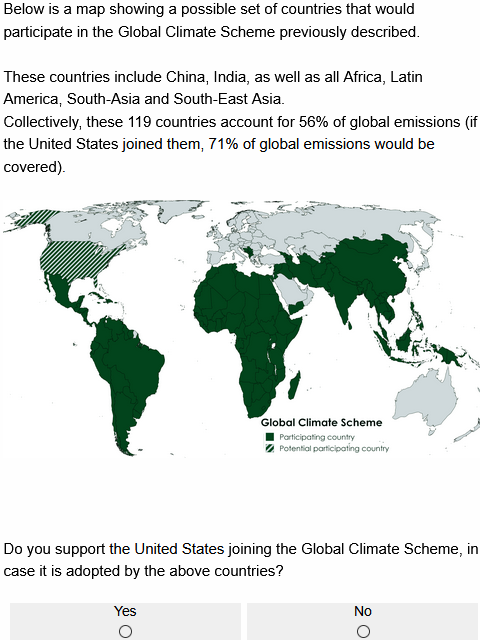 Below is a map showing a possible set of countries that would
participate in the Global Climate Scheme previously described.
These countries include China, India, as well as all Africa, Latin
America, South-Asia and South-East Asia.
Collectively, these 119 countries account for 56% of global emissions (if
the United States joined them, 71% of global emissions would be
covered).
Global Climate Scheme
Participating country
Potential participating country
Do you support the United States joining the Global Climate Scheme, in
case it is adopted by the above countries?
Yes No